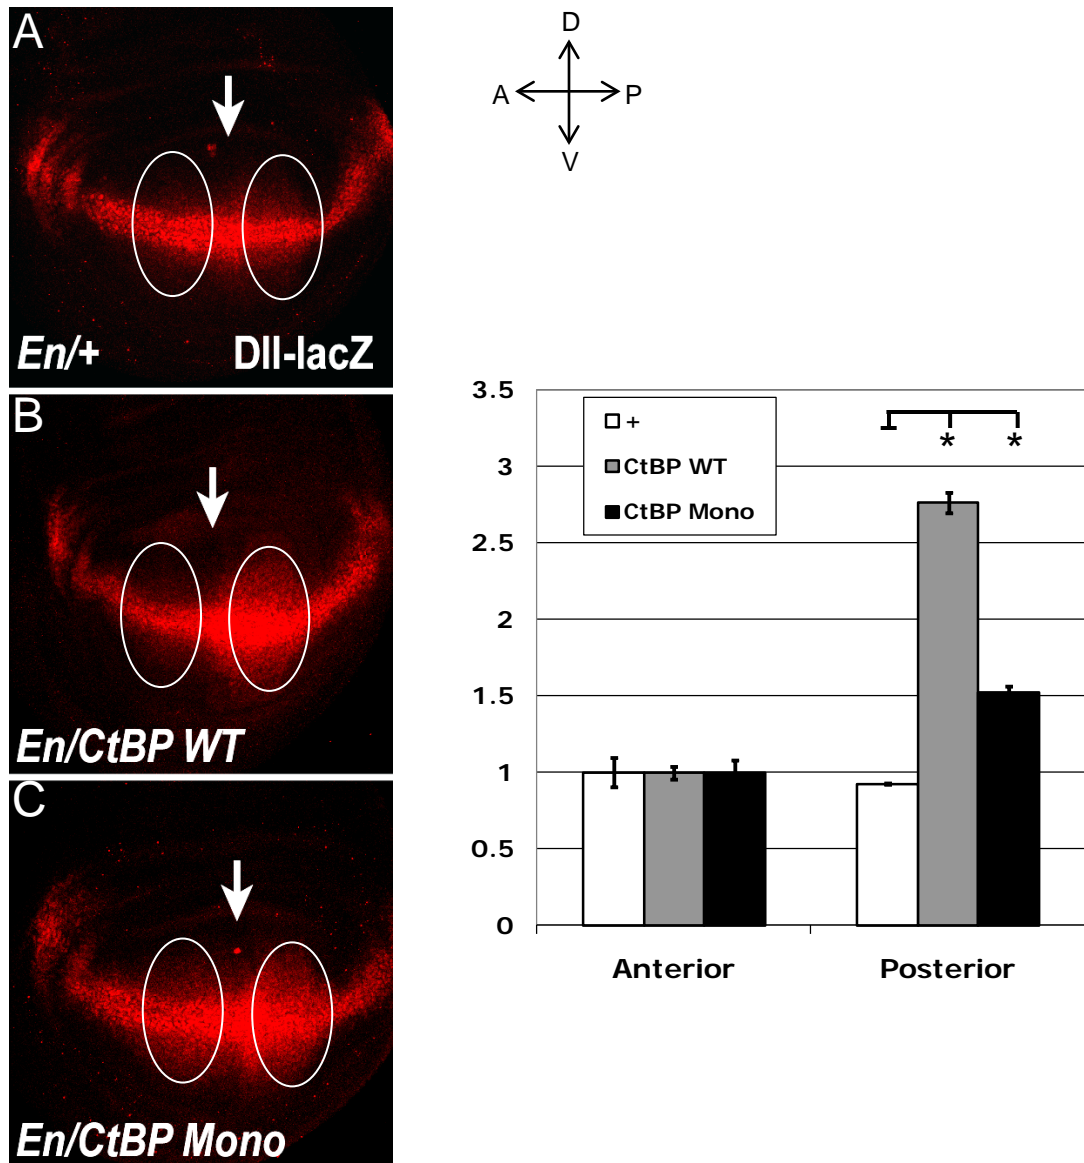 A
En/+ Dll-lacZ
B
En/CtBP WT
C
En/CtBP Mono
D
A P
V
3.5
3
2.5
2
1.5
1
0.5
0
+
CtBP WT
CtBP Mono
* *
Anterior Posterior